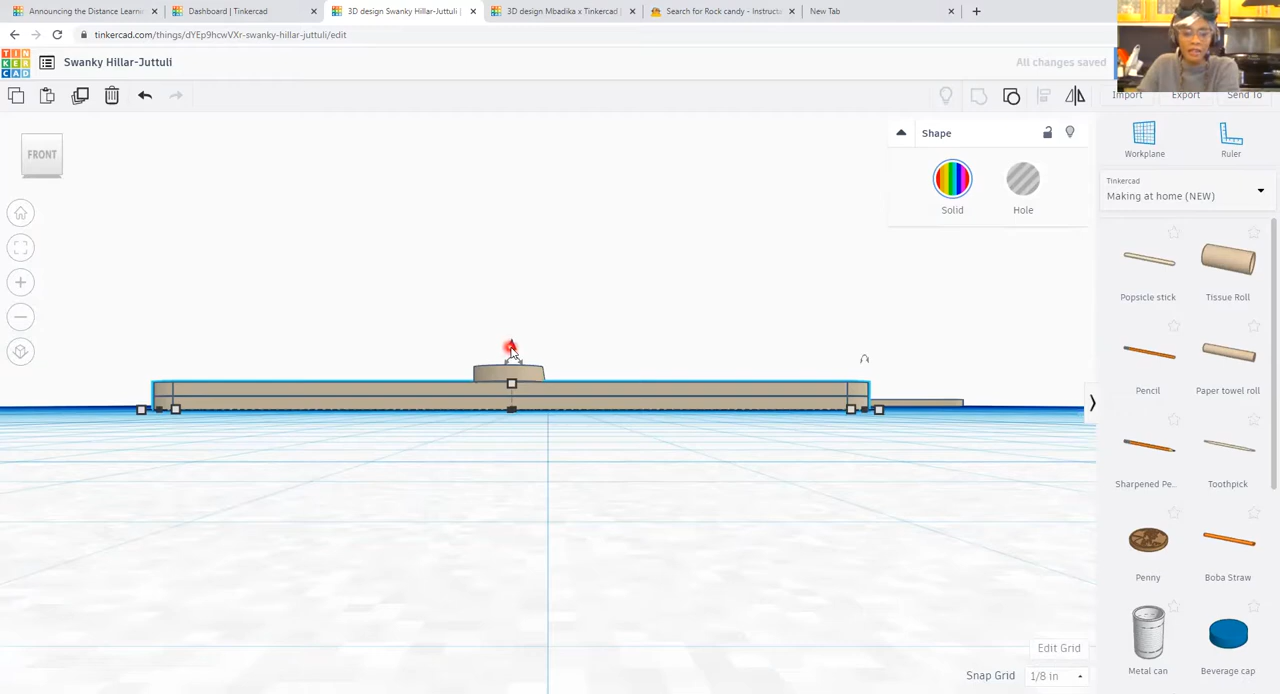 Announcing the Distance Learni
Dashboard | Tinkercad
3D design Swanky Hillar-Juttuli |
3D design Mbadika x Tinkercad |
Search for Rock candy - Instructa
New Tab
tinkercad.com/things/dYEp9hcwVXr-swanky-hillar-juttuli/edit
TIN
KER
CAD
Swanky Hillar-Juttuli
All changes saved
Import
Export
Send To
FRONT
Shape
Solid
Hole
Workplane
Ruler
Tinkercad
Making at home (NEW)
Popsicle stick
Tissue Roll
Pencil
Paper towel roll
Sharpened Pe...
Toothpick
Penny
Boba Straw
Metal can
Beverage cap
Edit Grid
Snap Grid
1/8 in